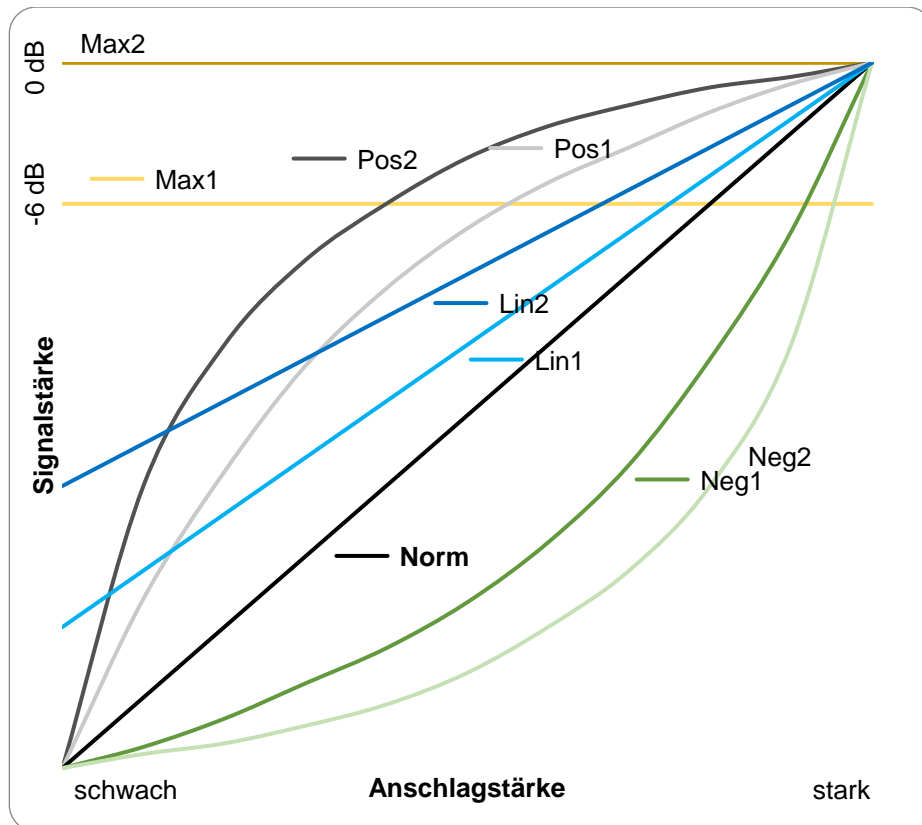 Max2
0 dB
Pos2
Pos1
Max1
-6 dB
Lin2
Lin1
Signalstärke
Neg2
Neg1
Norm
schwach
Anschlagstärke
stark